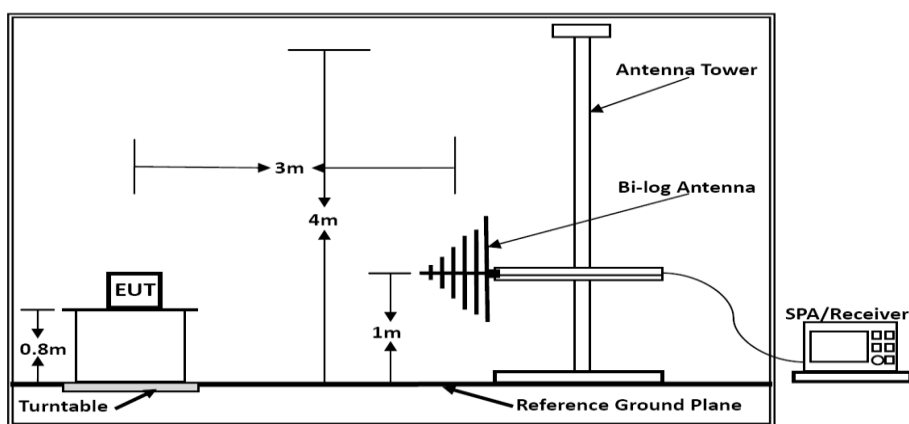 Antenna Tower
3m
Bi-log Antenna
4m
EUT
0.8m
1m
SPA/Receiver
Turntable
Reference Ground Plane